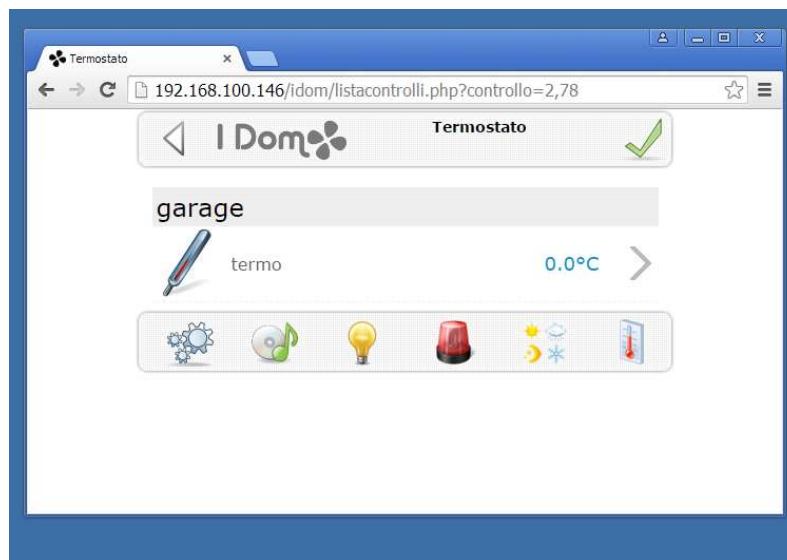 Termostato
192.168.100.146/idom/listacontrolli.php?controllo=2,78
I Dom
Termostato
garage
termo
0.0°C